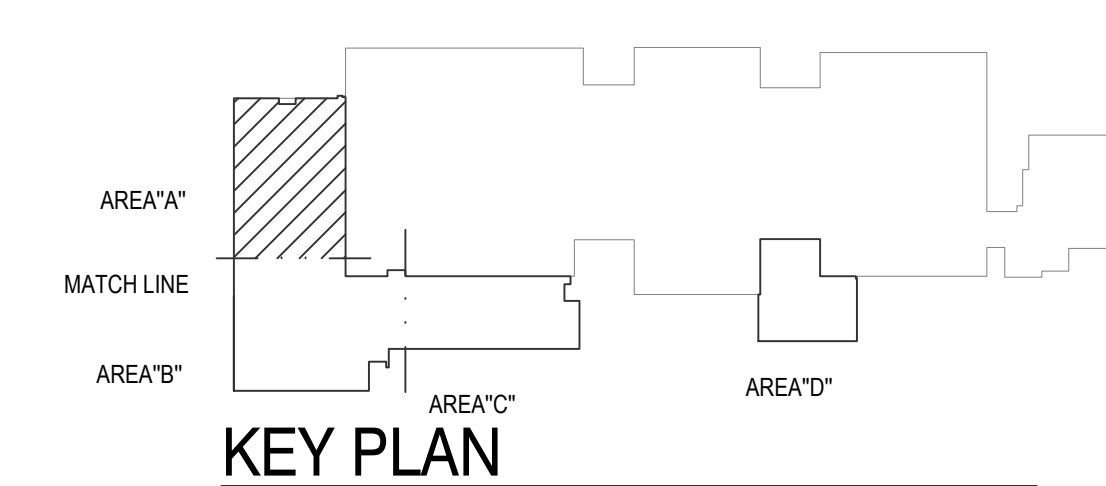 AREA"A"
MATCH LINE
AREA"B"
AREA"C"
AREA"D"
KEY PLAN